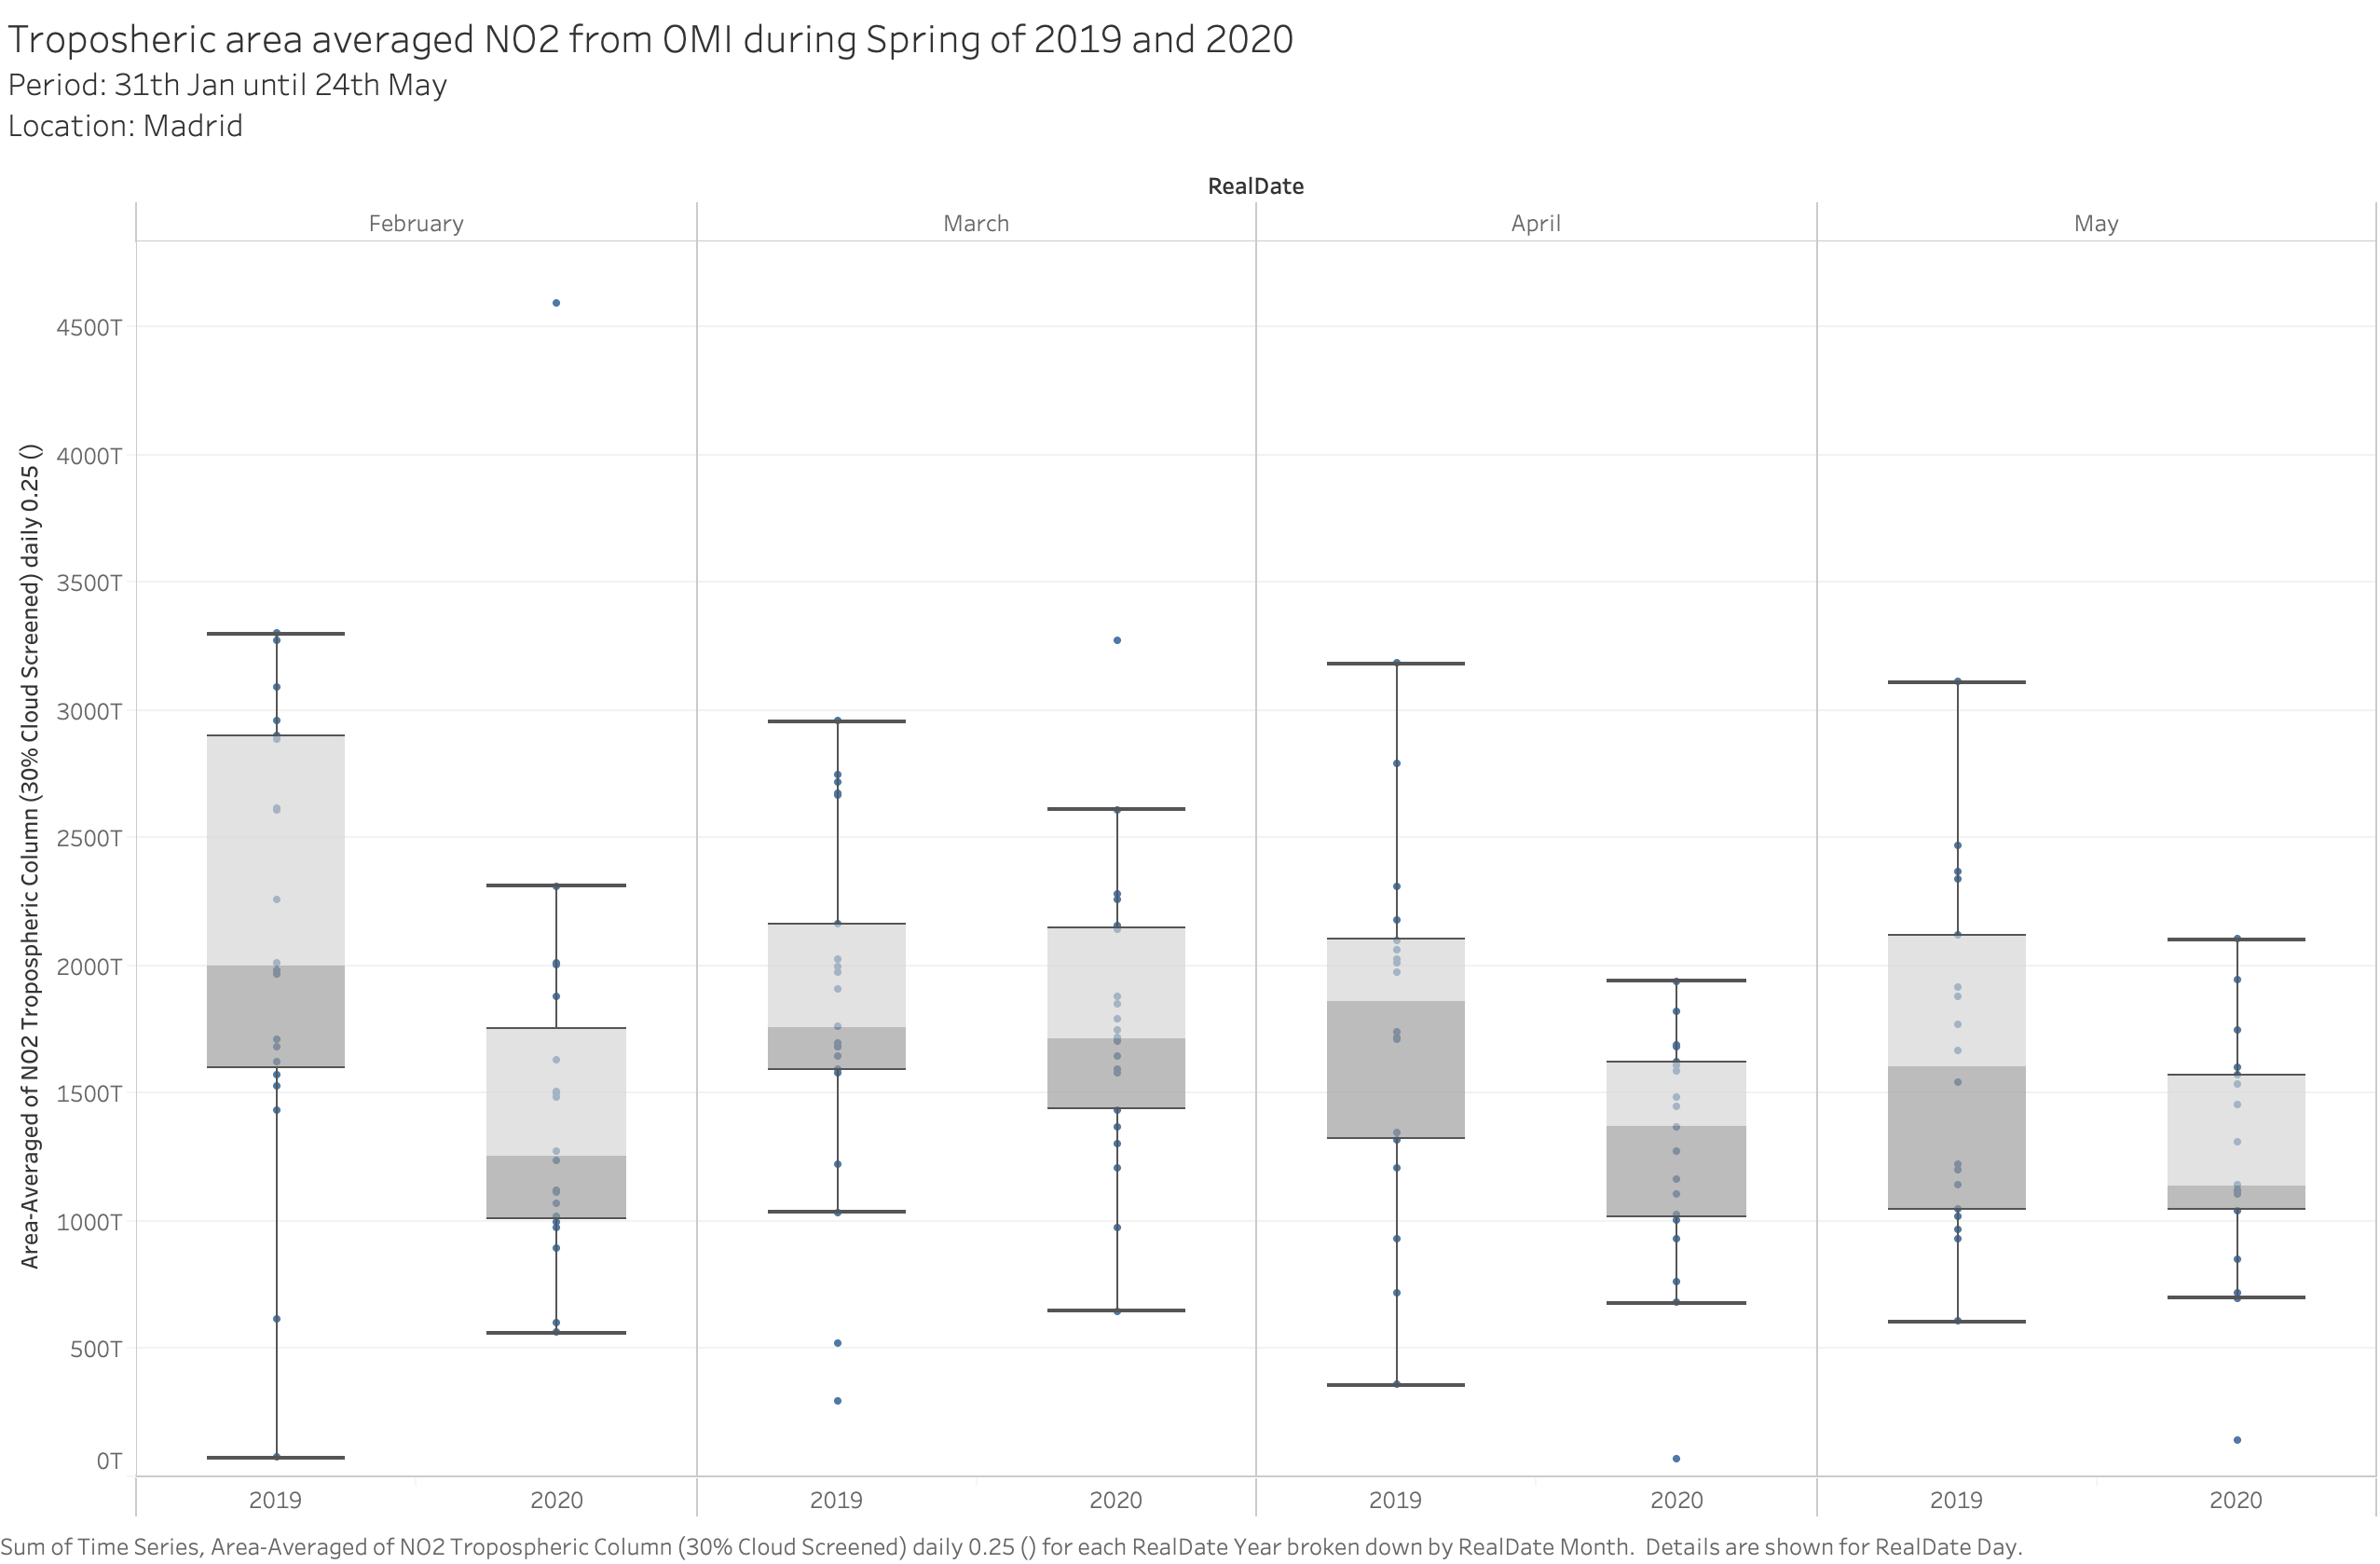 Troposheric area averaged NO2 from OMI during Spring of 2019 and 2020
Period: 31th Jan until 24th May
Location: Madrid
RealDate
February March April May
Area-Averaged of NO2 Tropospheric Column (30% Cloud Screened) daily 0.25 ()
4500T
4000T
3500T
3000T
2500T
2000T
1500T
1000T
500T
0T
2019 2020 2019 2020 2019 2020 2019 2020
Sum of Time Series, Area-Averaged of NO2 Tropospheric Column (30% Cloud Screened) daily 0.25 () for each RealDate Year broken down by RealDate Month. Details are shown for RealDate Day.